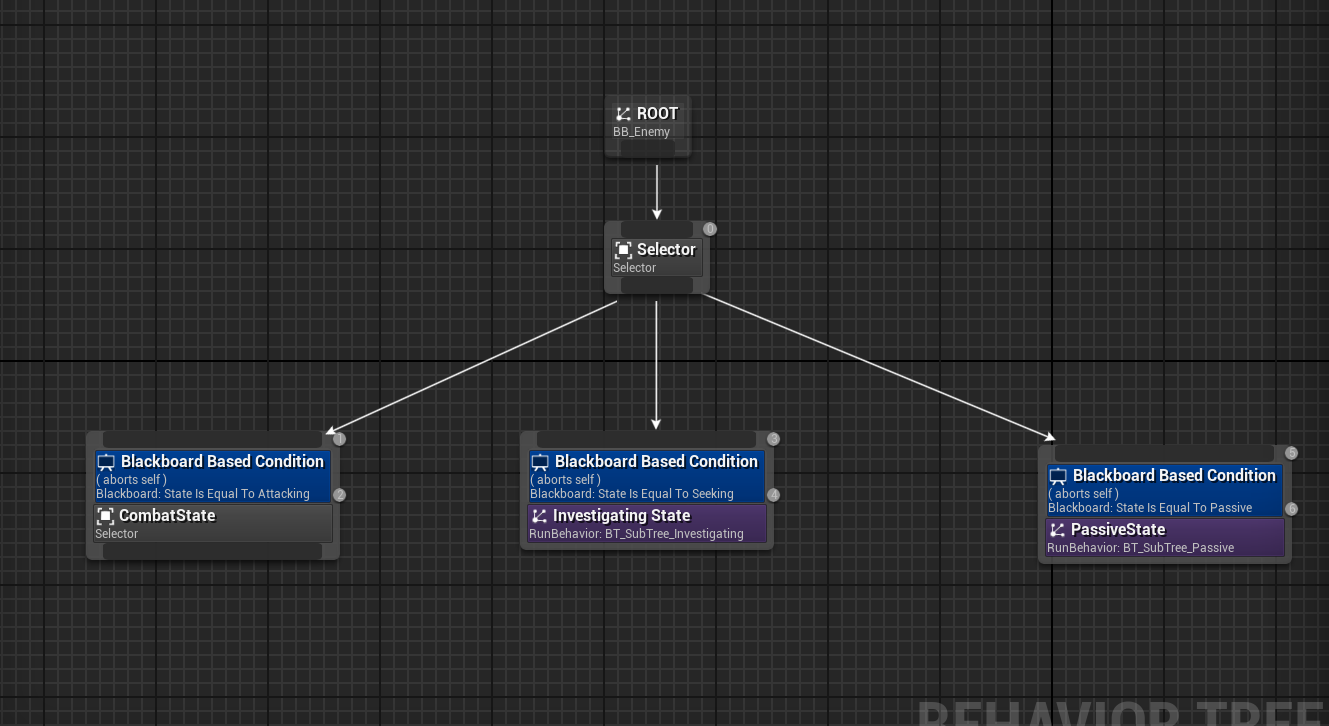 ROOT
BB_Enemy
0
Selector
Selector
1
Blackboard Based Condition
( aborts self )
Blackboard: State Is Equal To Attacking
2
CombatState
Selector
3
Blackboard Based Condition
( aborts self )
Blackboard: State Is Equal To Seeking
4
Investigating State
RunBehavior: BT_SubTree_Investigating
5
Blackboard Based Condition
( aborts self )
Blackboard: State Is Equal To Passive
6
PassiveState
RunBehavior: BT_SubTree_Passive
BEHAVIOR TREE